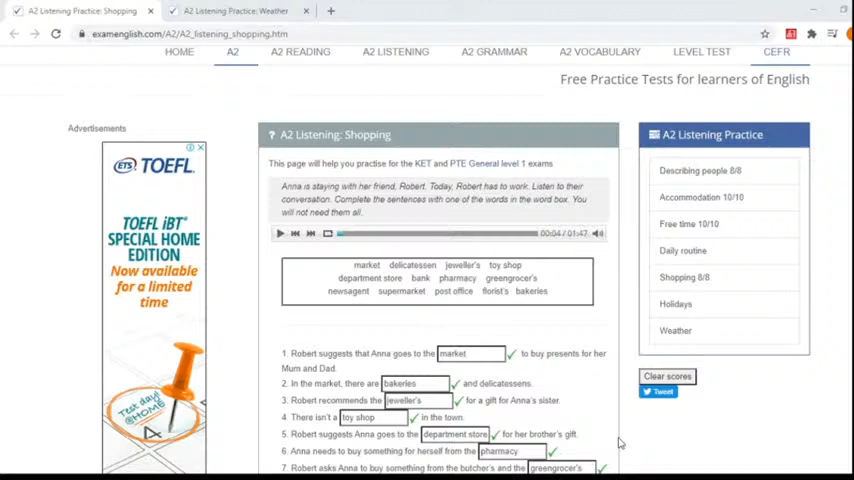 A2 Listening Practice: Shopping
A2 Listening Practice: Weather
examenglish.com/A2/A2_listening_shopping.htm
HOME A2 A2 READING A2 LISTENING A2 GRAMMAR A2 VOCABULARY LEVEL TEST CEFR
Free Practice Tests for learners of English
Advertisements
ETS TOEFL
TOEFL iBT®
SPECIAL HOME
EDITION
Now available
for a limited
time
Test day!
@HOME
? A2 Listening: Shopping
This page will help you practise for the KET and PTE General level 1 exams
Anna is staying with her friend, Robert. Today, Robert has to work. Listen to their
conversation. Complete the sentences with one of the words in the word box. You
will not need them all.
00:04 / 01:47
market delicatessen jeweller's toy shop
department store bank pharmacy greengrocer's
newsagent supermarket post office florist's bakeries
1. Robert suggests that Anna goes to the market to buy presents for her
Mum and Dad.
2. In the market, there are bakeries and delicatessens.
3. Robert recommends the jeweller's for a gift for Anna's sister.
4. There isn't a toy shop in the town.
5. Robert suggests Anna goes to the department store for her brother's gift.
6. Anna needs to buy something for herself from the pharmacy .
7. Robert asks Anna to buy something from the butcher's and the greengrocer's
A2 Listening Practice
Describing people 8/8
Accommodation 10/10
Free time 10/10
Daily routine
Shopping 8/8
Holidays
Weather
Clear scores
Tweet